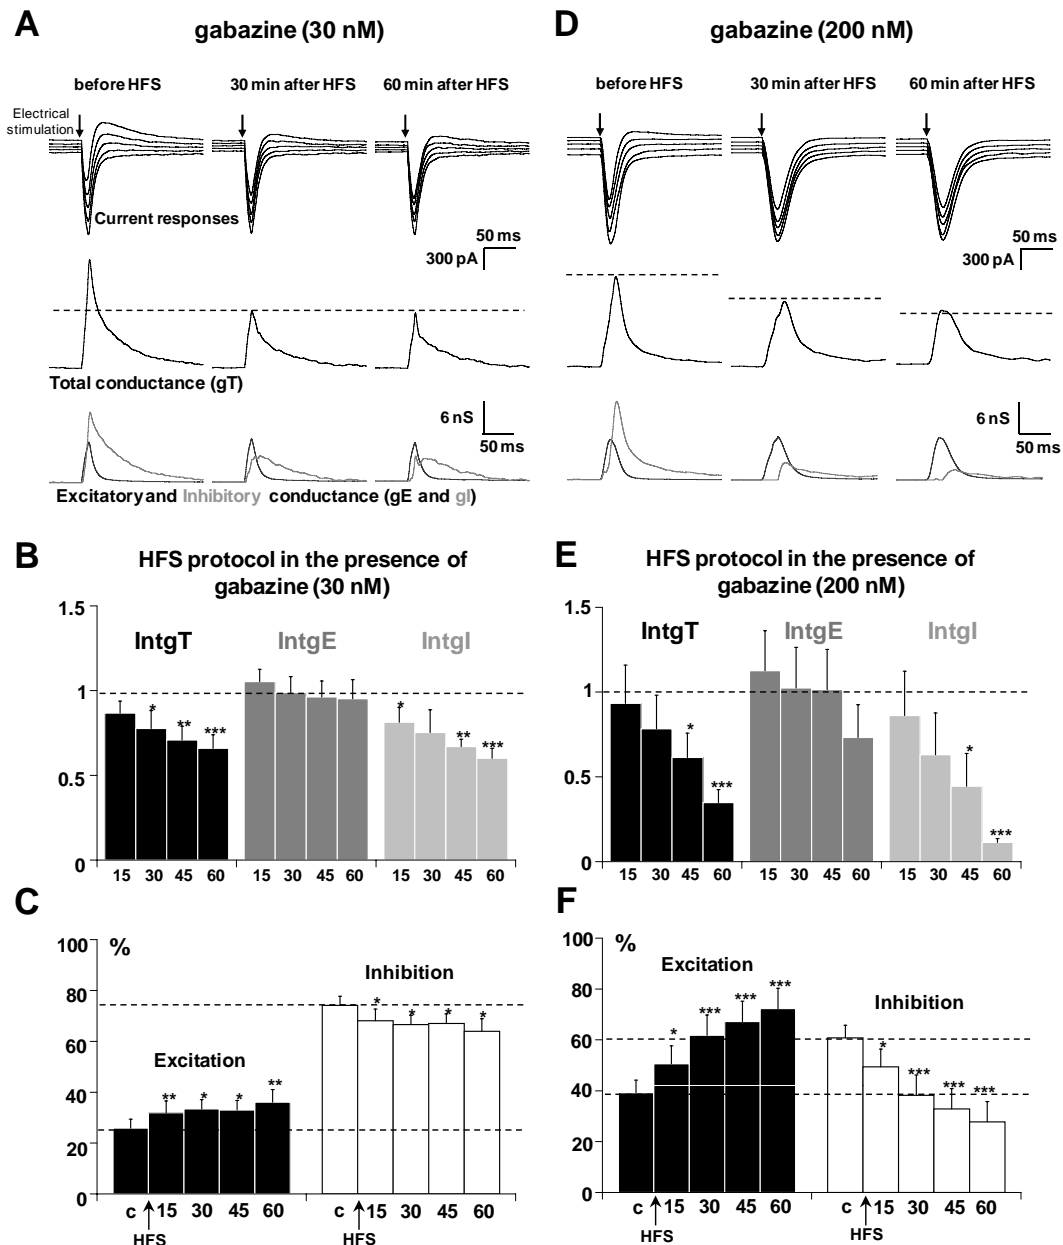 A
gabazine (30 nM)
before HFS
30 min after HFS
60 min after HFS
Electrical
stimulation
Current responses
50 ms
300 pA
Total conductance (gT)
6 nS
50 ms
Excitatory and Inhibitory conductance (gE and gI)
B
HFS protocol in the presence of
gabazine (30 nM)
1.5
1
0.5
0
IntgT
IntgE
IntgI
* ** ***
* ** ***
15 30 45 60 15 30 45 60 15 30 45 60
C
%
100
80
60
40
20
0
Excitation
Inhibition
** * * **
* * * *
c 15 30 45 60 c 15 30 45 60
HFS HFS
D
gabazine (200 nM)
before HFS
30 min after HFS
60 min after HFS
50 ms
300 pA
6 nS
50 ms
E
HFS protocol in the presence of
gabazine (200 nM)
1.5
1
0.5
0
IntgT
IntgE
IntgI
* ***
* ***
15 30 45 60 15 30 45 60 15 30 45 60
F
%
100
80
60
40
20
0
Excitation
Inhibition
* *** *** ***
* *** *** ***
c 15 30 45 60 c 15 30 45 60
HFS HFS